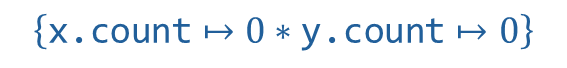 {x.count ↦ 0 ∗ y.count ↦ 0}